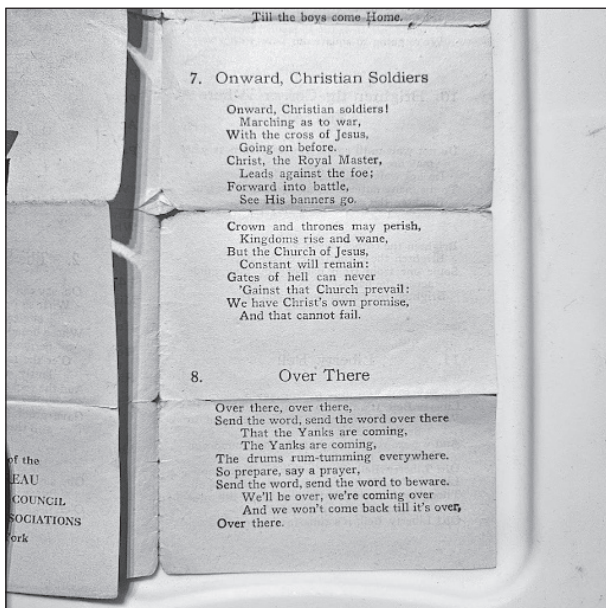 Till the boys come Home.
7. Onward, Christian Soldiers
Onward, Christian soldiers!
Marching as to war,
With the cross of Jesus,
Going on before.
Christ, the Royal Master,
Leads against the foe;
Forward into battle,
See His banners go.
Crown and thrones may perish,
Kingdoms rise and wane,
But the Church of Jesus,
Constant will remain:
Gates of hell can never
'Gainst that Church prevail:
We have Christ's own promise,
And that cannot fail.
8. Over There
Over there, over there,
Send the word, send the word over there
That the Yanks are coming,
The Yanks are coming,
The drums rum-tumming everywhere.
So prepare, say a prayer,
Send the word, send the word to beware.
We'll be over, we're coming over
And we won't come back till it's over,
Over there.
of the
EAU
COUNCIL
SOCIATIONS
ork